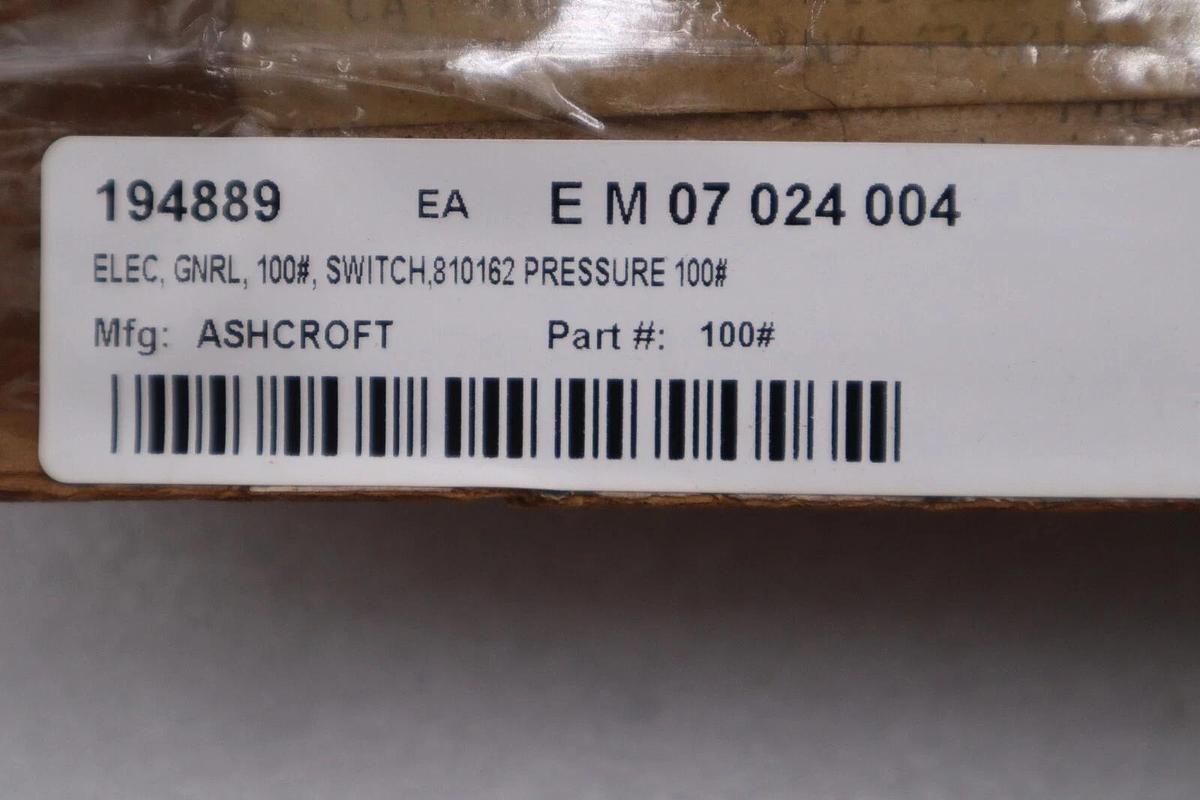 194889 EA E M 07 024 004
ELEC, GNRL, 100#, SWITCH,810162 PRESSURE 100#
Mfg: ASHCROFT Part #: 100#